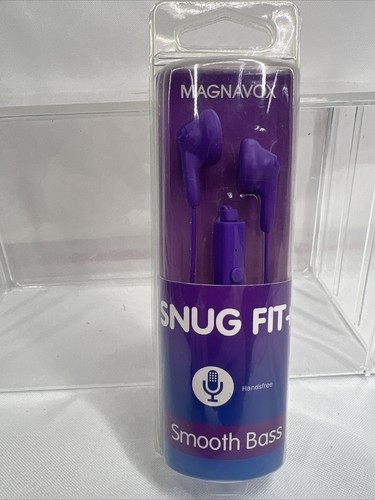 MAGNAVOX
SNUG FIT-
Handsfree
Smooth Bass